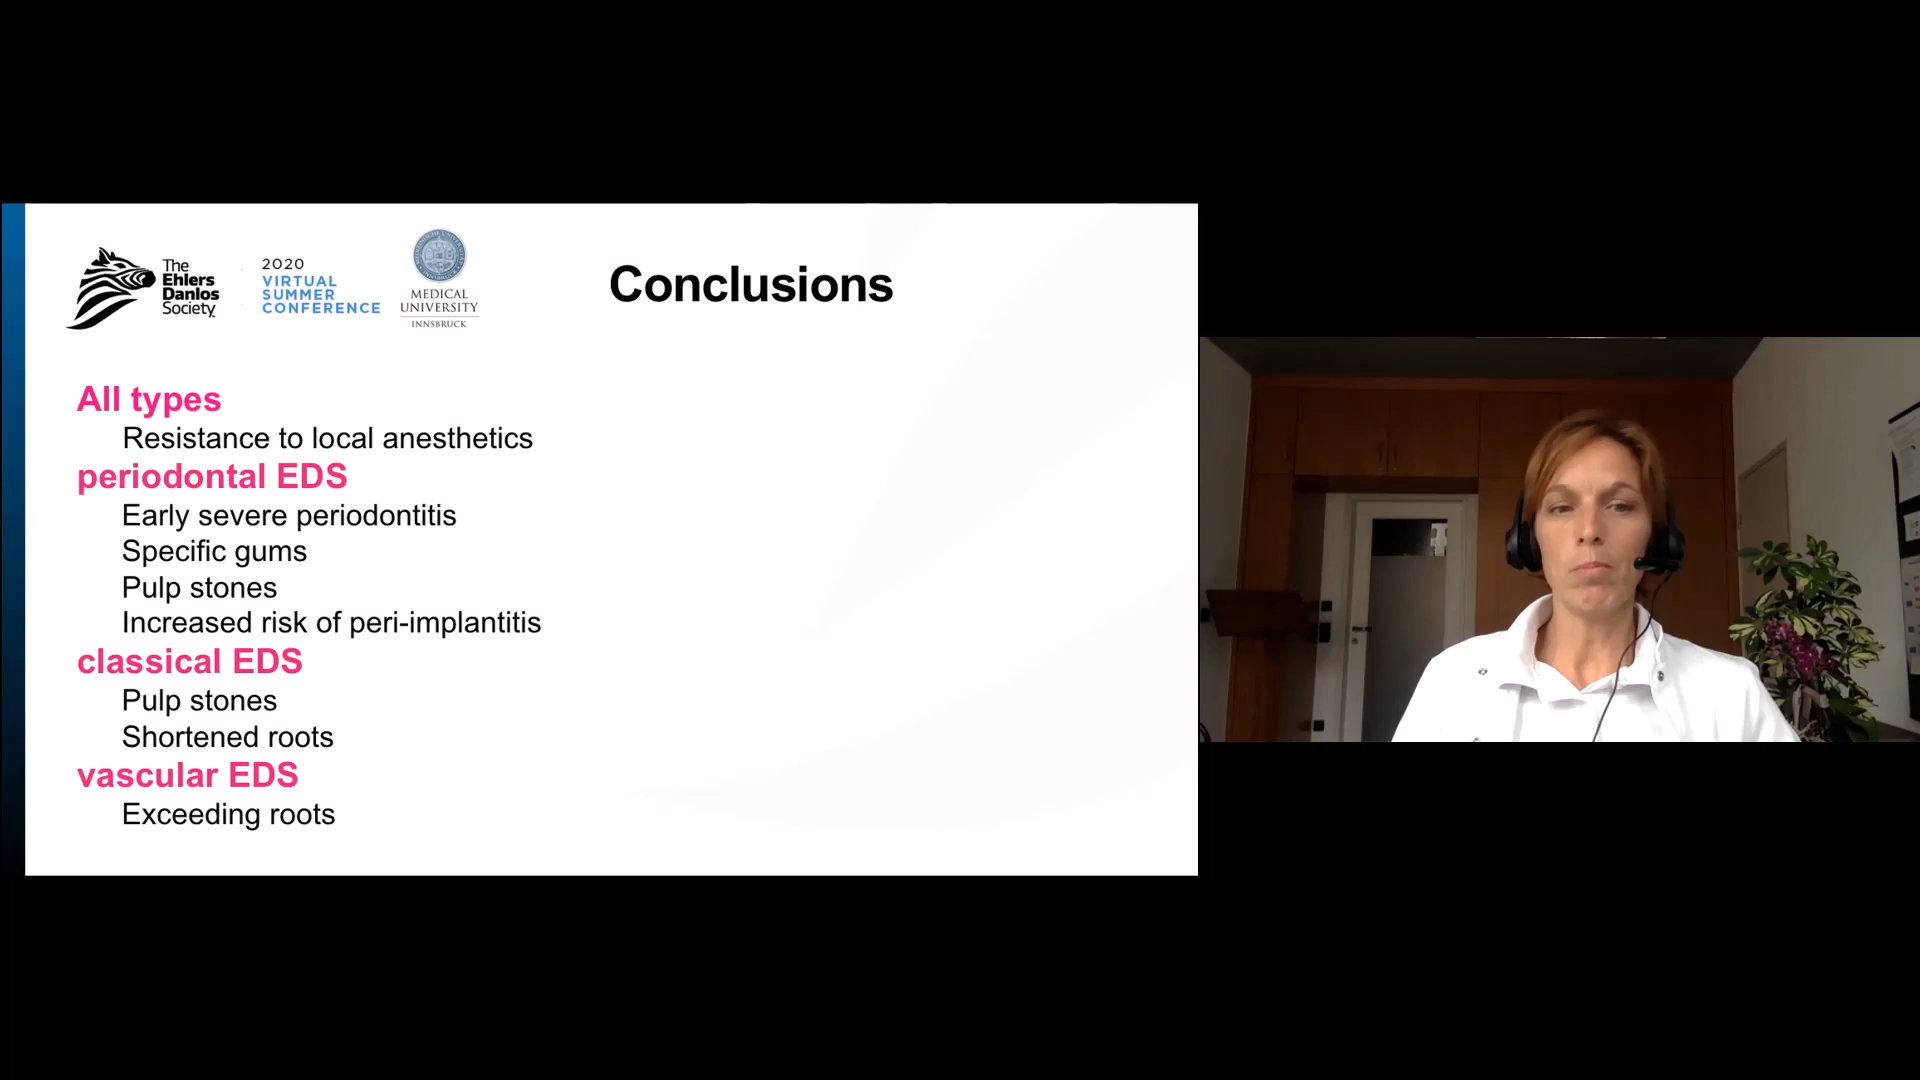 The
Ehlers
Danlos
Society
2020
VIRTUAL
SUMMER
CONFERENCE
MEDICAL
UNIVERSITY
INNSBRUCK
Conclusions
All types
Resistance to local anesthetics
periodontal EDS
Early severe periodontitis
Specific gums
Pulp stones
Increased risk of peri-implantitis
classical EDS
Pulp stones
Shortened roots
vascular EDS
Exceeding roots